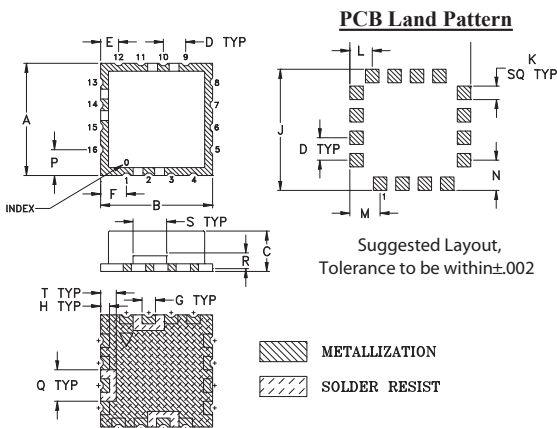 PCB Land Pattern
E
D TYP
12 11 10 9
13
14
15
16
8
7
6
5
A
P
0
1 2 3 4
F
B
INDEX
L
K
SQ TYP
J
D TYP
N
1
M
S TYP
R
C
Suggested Layout,
Tolerance to be within±.002
T TYP
H TYP
G TYP
Q TYP
METALLIZATION
SOLDER RESIST